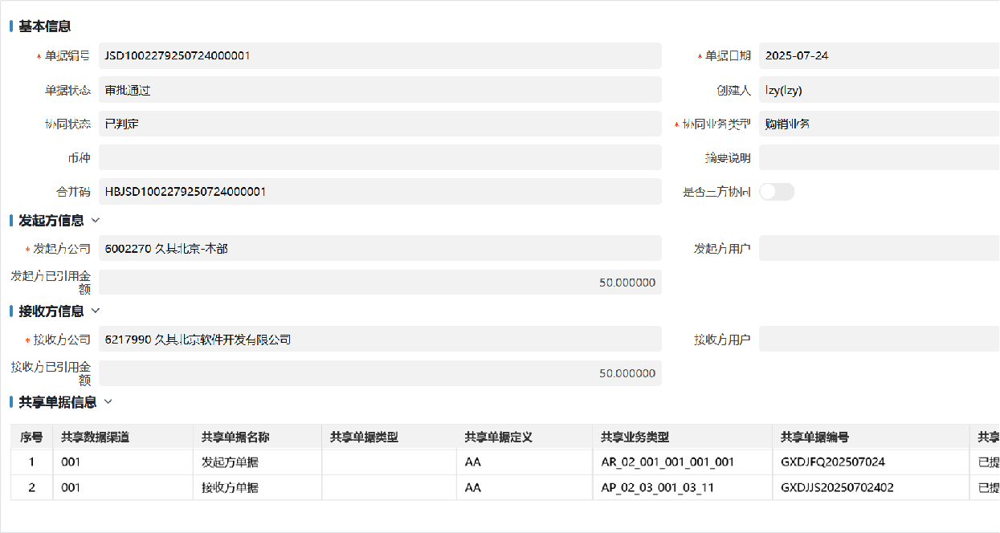 基本信息
* 单据编号 JSD1002279250724000001 * 单据日期 2025-07-24
单据状态 审批通过 创建人 lzy(lzy)
协同状态 已判定 * 协同业务类型 购销业务
币种 摘要说明
合并码 HBJSD1002279250724000001 是否三方协同
发起方信息
* 发起方公司 6002270 久其北京-本部 发起方用户
发起方已引用金
额 50.000000
接收方信息
* 接收方公司 6217990 久其北京软件开发有限公司 接收方用户
接收方已引用金
额 50.000000
共享单据信息
序号 共享数据渠道 共享单据名称 共享单据类型 共享单据定义 共享业务类型 共享单据编号 共享
1 001 发起方单据 AA AR_02_001_001_001_001 GXDJFQ202507024 已提
2 001 接收方单据 AA AP_02_03_001_03_11 GXDJJS20250702402 已提